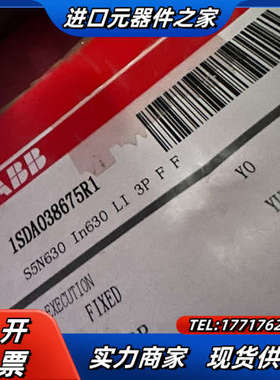 进口元器件之家
ABB
1SDA038675R1
S5N630 In630 LI 3P F F
EXECUTION
FIXED
YO
开票
TEL:1771762
实力商家 现货供